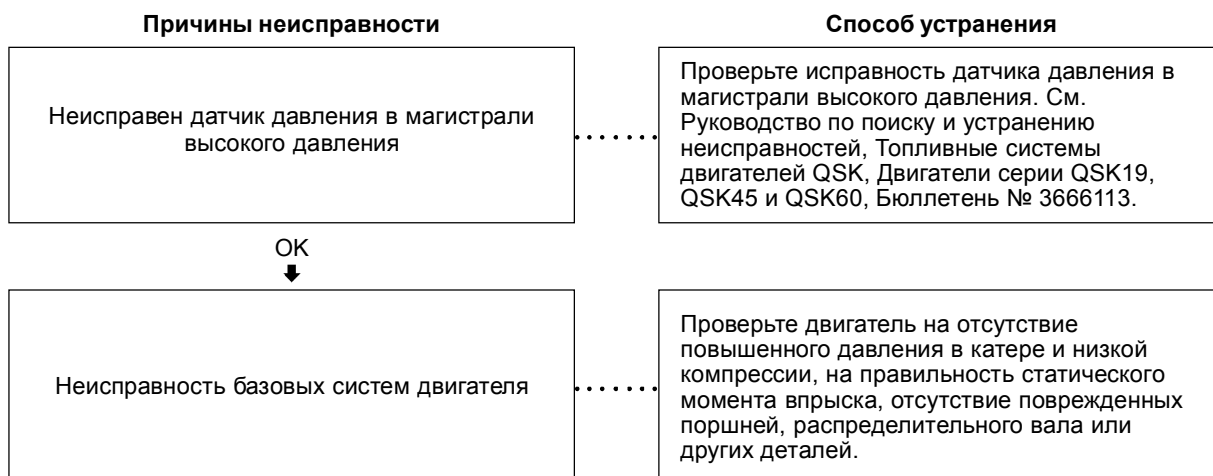 Причины неисправности
Способ устранения
Неисправен датчик давления в магистрали
высокого давления
Проверьте исправность датчика давления в
магистрали высокого давления. См.
Руководство по поиску и устранению
неисправностей, Топливные системы
двигателей QSK, Двигатели серии QSK19,
QSK45 и QSK60, Бюллетень № 3666113.
OK
Неисправность базовых систем двигателя
Проверьте двигатель на отсутствие
повышенного давления в катере и низкой
компрессии, на правильность статического
момента впрыска, отсутствие поврежденных
поршней, распределительного вала или
других деталей.